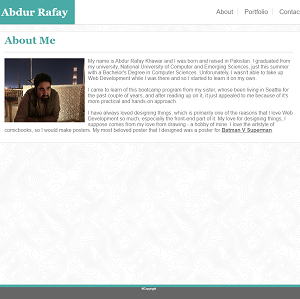 Abdur Rafay
About
Portfolio
Contac
About Me
My name is Abdur Rafay Khawar and I was born and raised in Pakistan. I graduated from
my university, National University of Computer and Emerging Sciences, just this summer
with a Bachelor's Degree in Computer Sciences. Unfortunately, I wasn't able to take up
Web Development while I was there and so I started to learn it on my own.
I came to learn of this bootcamp program from my sister, whose been living in Seattle for
the past couple of years, and after reading up on it, it just appealed to me because of it's
more practical and hands-on approach.
I have always loved designing things, which is primarily one of the reasons that I love Web
Development so much, especially the front-end part of it. My love for designing things, I
suppose comes from my love from drawing - a hobby of mine. I love the artstyle of
comicbooks, so I would make posters. My most beloved poster that I designed was a poster for Batman V Superman
©Copyright